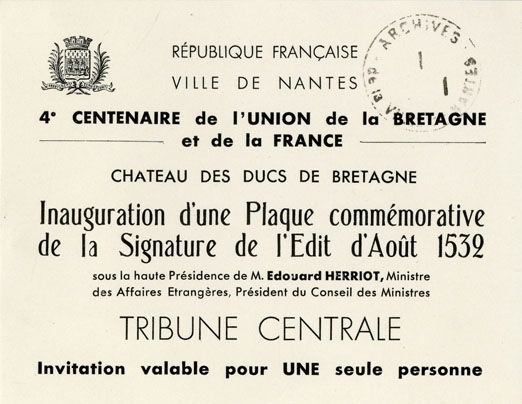 RÉPUBLIQUE FRANÇAISE
VILLE DE NANTES
ARCHIVES
1
1
NANTES
4e CENTENAIRE de l'UNION de la BRETAGNE
et de la FRANCE
CHATEAU DES DUCS DE BRETAGNE
Inauguration d'une Plaque commémorative
de la Signature de l'Edit d'Août 1532
sous la haute Présidence de M. Edouard HERRIOT, Ministre
des Affaires Etrangères, Président du Conseil des Ministres
TRIBUNE CENTRALE
Invitation valable pour UNE seule personne